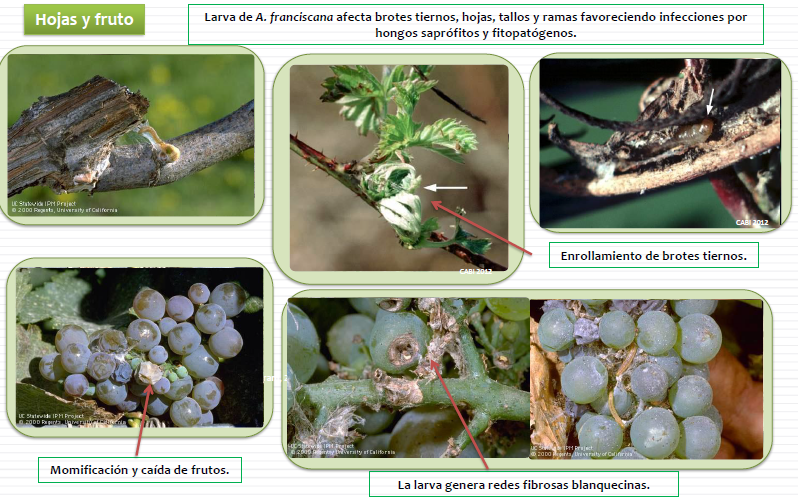 Hojas y fruto
Larva de A. franciscana afecta brotes tiernos, hojas, tallos y ramas favoreciendo infecciones por
hongos saprófitos y fitopatógenos.
UC Statewide IPM Project
© 2000 Regents, University of California
CABI 2012
CABI 2012
Enrollamiento de brotes tiernos.
UC Statewide IPM Project
© 2000 Regents, University of California
UC Statewide IPM Project
© 2000 Regents, University of California
UC Statewide IPM Project
© 2000 Regents, University of California
Momificación y caída de frutos.
La larva genera redes fibrosas blanquecinas.